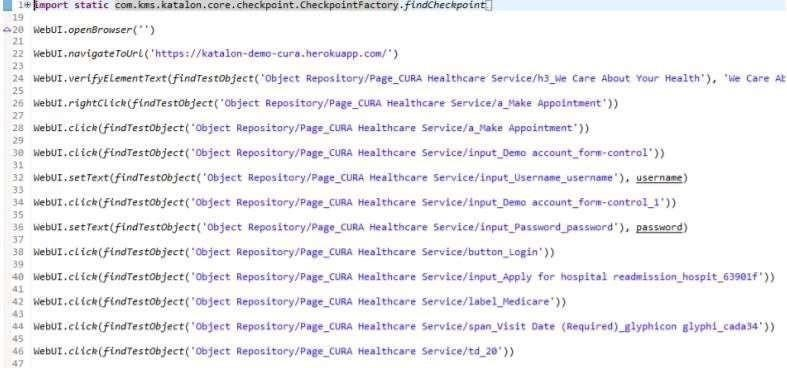 1 import static com.kms.katalon.core.checkpoint.CheckpointFactory.findCheckpoint
19
20 WebUI.openBrowser('')
21
22 WebUI.navigateToUrl('https://katalon-demo-cura.herokuapp.com/')
23
24 WebUI.verifyElementText(findTestObject('Object Repository/Page_CURA Healthcare Service/h3_We Care About Your Health'), 'We Care Ab
25
26 WebUI.rightClick(findTestObject('Object Repository/Page_CURA Healthcare Service/a_Make Appointment'))
27
28 WebUI.click(findTestObject('Object Repository/Page_CURA Healthcare Service/a_Make Appointment'))
29
30 WebUI.click(findTestObject('Object Repository/Page_CURA Healthcare Service/input_Demo account_form-control'))
31
32 WebUI.setText(findTestObject('Object Repository/Page_CURA Healthcare Service/input_Username_username'), username)
33
34 WebUI.click(findTestObject('Object Repository/Page_CURA Healthcare Service/input_Demo account_form-control_1'))
35
36 WebUI.setText(findTestObject('Object Repository/Page_CURA Healthcare Service/input_Password_password'), password)
37
38 WebUI.click(findTestObject('Object Repository/Page_CURA Healthcare Service/button_Login'))
39
40 WebUI.click(findTestObject('Object Repository/Page_CURA Healthcare Service/input_Apply for hospital readmission_hospit_63901f'))
41
42 WebUI.click(findTestObject('Object Repository/Page_CURA Healthcare Service/label_Medicare'))
43
44 WebUI.click(findTestObject('Object Repository/Page_CURA Healthcare Service/span_Visit Date (Required)_glyphicon glyphi_cada34'))
45
46 WebUI.click(findTestObject('Object Repository/Page_CURA Healthcare Service/td_20'))
47